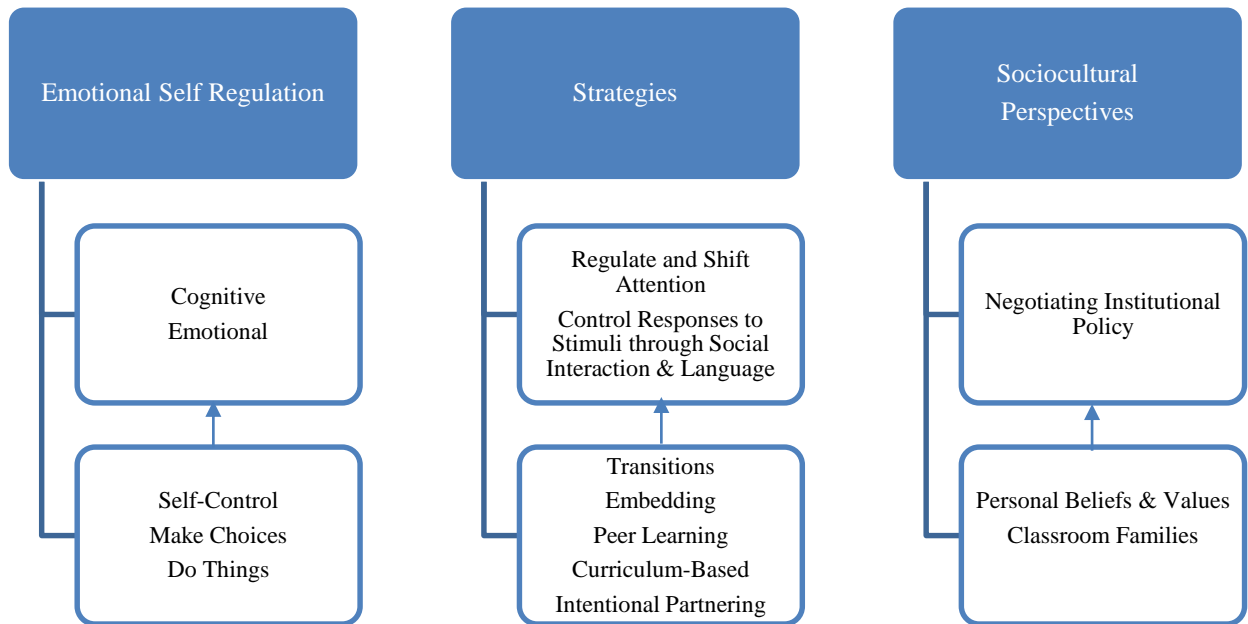 Emotional Self Regulation
Cognitive
Emotional
Self-Control
Make Choices
Do Things
Strategies
Regulate and Shift
Attention
Control Responses to
Stimuli through Social
Interaction & Language
Transitions
Embedding
Peer Learning
Curriculum-Based
Intentional Partnering
Sociocultural
Perspectives
Negotiating Institutional
Policy
Personal Beliefs & Values
Classroom Families